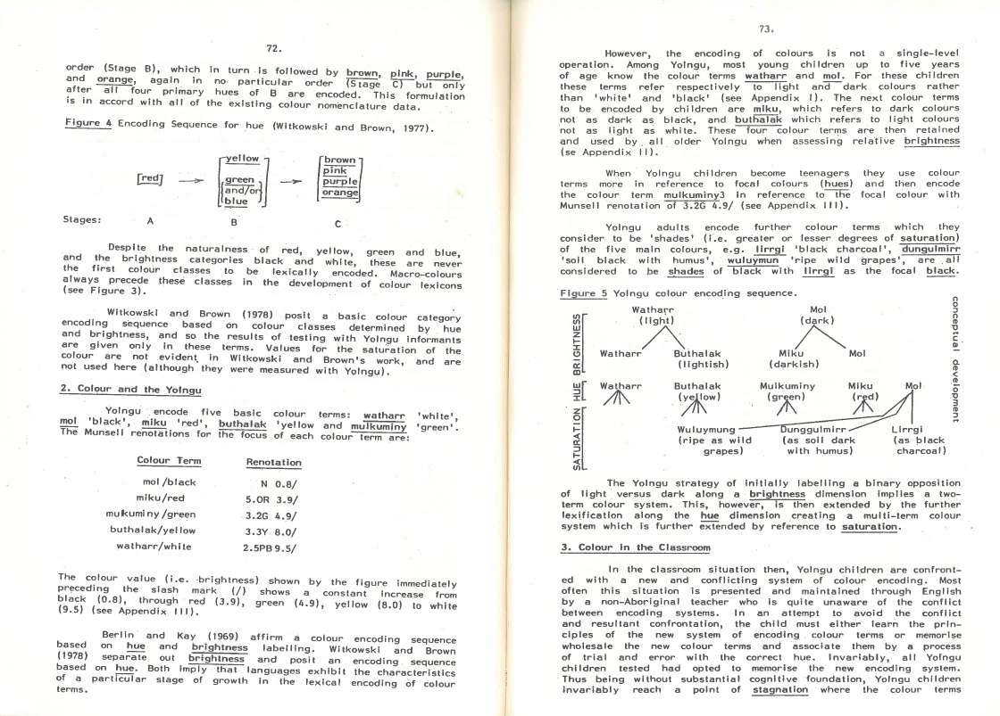 72.
order (Stage B), which in turn is followed by brown, pink, purple,
and orange, again in no particular order (Stage C) but only
after all four primary hues of B are encoded. This formulation
is in accord with all of the existing colour nomenclature data.
Figure 4 Encoding Sequence for hue (Witkowski and Brown, 1977).
yellow
brown
pink
[red]
green
purple
and/or
orange
blue
Stages: A B C
Despite the naturalness of red, yellow, green and blue,
and the brightness categories black and white, these are never
the first colour classes to be lexically encoded. Macro-colours
always precede these classes in the development of colour lexicons
(see Figure 3).
Witkowski and Brown (1978) posit a basic colour category
encoding sequence based on colour classes determined by hue
and brightness, and so the results of testing with Yolngu informants
are given only in these terms. Values for the saturation of the
colour are not evident in Witkowski and Brown's work, and are
not used here (although they were measured with Yolngu).
2. Colour and the Yolngu
Yolngu encode five basic colour terms: watharr 'white',
mol 'black', miku 'red', buthalak 'yellow and mulkuminy 'green'.
The Munsell renotations for the focus of each colour term are:
Colour Term Renotation
mol/black N 0.8/
miku/red 5.0R 3.9/
mulkuminy/green 3.2G 4.9/
buthalak/yellow 3.3Y 8.0/
watharr/white 2.5PB 9.5/
The colour value (i.e. brightness) shown by the figure immediately
preceding the slash mark (/) shows a constant increase from
black (0.8), through red (3.9), green (4.9), yellow (8.0) to white
(9.5) (see Appendix III).
Berlin and Kay (1969) affirm a colour encoding sequence
based on hue and brightness labelling. Witkowski and Brown
(1978) separate out brightness and posit an encoding sequence
based on hue. Both imply that languages exhibit the characteristics
of a particular stage of growth in the lexical encoding of colour
terms.
73.
However, the encoding of colours is not a single-level
operation. Among Yolngu, most young children up to five years
of age know the colour terms watharr and mol. For these children
these terms refer respectively to light and dark colours rather
than 'white' and 'black' (see Appendix I). The next colour terms
to be encoded by children are miku, which refers to dark colours
not as dark as black, and buthalak which refers to light colours
not as light as white. These four colour terms are then retained
and used by all older Yolngu when assessing relative brightness
(se Appendix II).
When Yolngu children become teenagers they use colour
terms more in reference to focal colours (hues) and then encode
the colour term mulkuminy3 in reference to the focal colour with
Munsell renotation of 3.2G 4.9/ (see Appendix III).
Yolngu adults encode further colour terms which they
consider to be 'shades' (i.e. greater or lesser degrees of saturation)
of the five main colours, e.g. lirrgi 'black charcoal', dungulmirr
'soil black with humus', wuluymun 'ripe wild grapes', are all
considered to be shades of black with lirrgi as the focal black.
Figure 5 Yolngu colour encoding sequence.
Watharr Mol
(light) (dark)
BRIGHTNESS
Watharr Buthalak Miku Mol
(lightish) (darkish)
HUE
Watharr Buthalak Mulkuminy Miku Mol
(yellow) (green) (red)
SATURATION
Wuluymung Dunggulmirr Lirrgi
(ripe as wild (as soil dark (as black
grapes) with humus) charcoal)
conceptual development
The Yolngu strategy of initially labelling a binary opposition
of light versus dark along a brightness dimension implies a two-
term colour system. This, however, is then extended by the further
lexification along the hue dimension creating a multi-term colour
system which is further extended by reference to saturation.
3. Colour in the Classroom
In the classroom situation then, Yolngu children are confront-
ed with a new and conflicting system of colour encoding. Most
often this situation is presented and maintained through English
by a non-Aboriginal teacher who is quite unaware of the conflict
between encoding systems. In an attempt to avoid the conflict
and resultant confrontation, the child must either learn the prin-
ciples of the new system of encoding colour terms or memorise
wholesale the new colour terms and associate them by a process
of trial and error with the correct hue. Invariably, all Yolngu
children tested had opted to memorise the new encoding system.
Thus being without substantial cognitive foundation, Yolngu children
invariably reach a point of stagnation where the colour terms